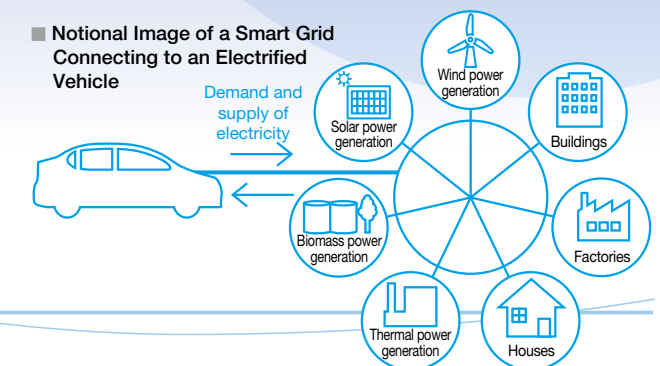 Notional Image of a Smart Grid
Connecting to an Electrified
Vehicle
Demand and
supply of
electricity
Wind power
generation
Solar power
generation
Buildings
Biomass power
generation
Factories
Thermal power
generation
Houses